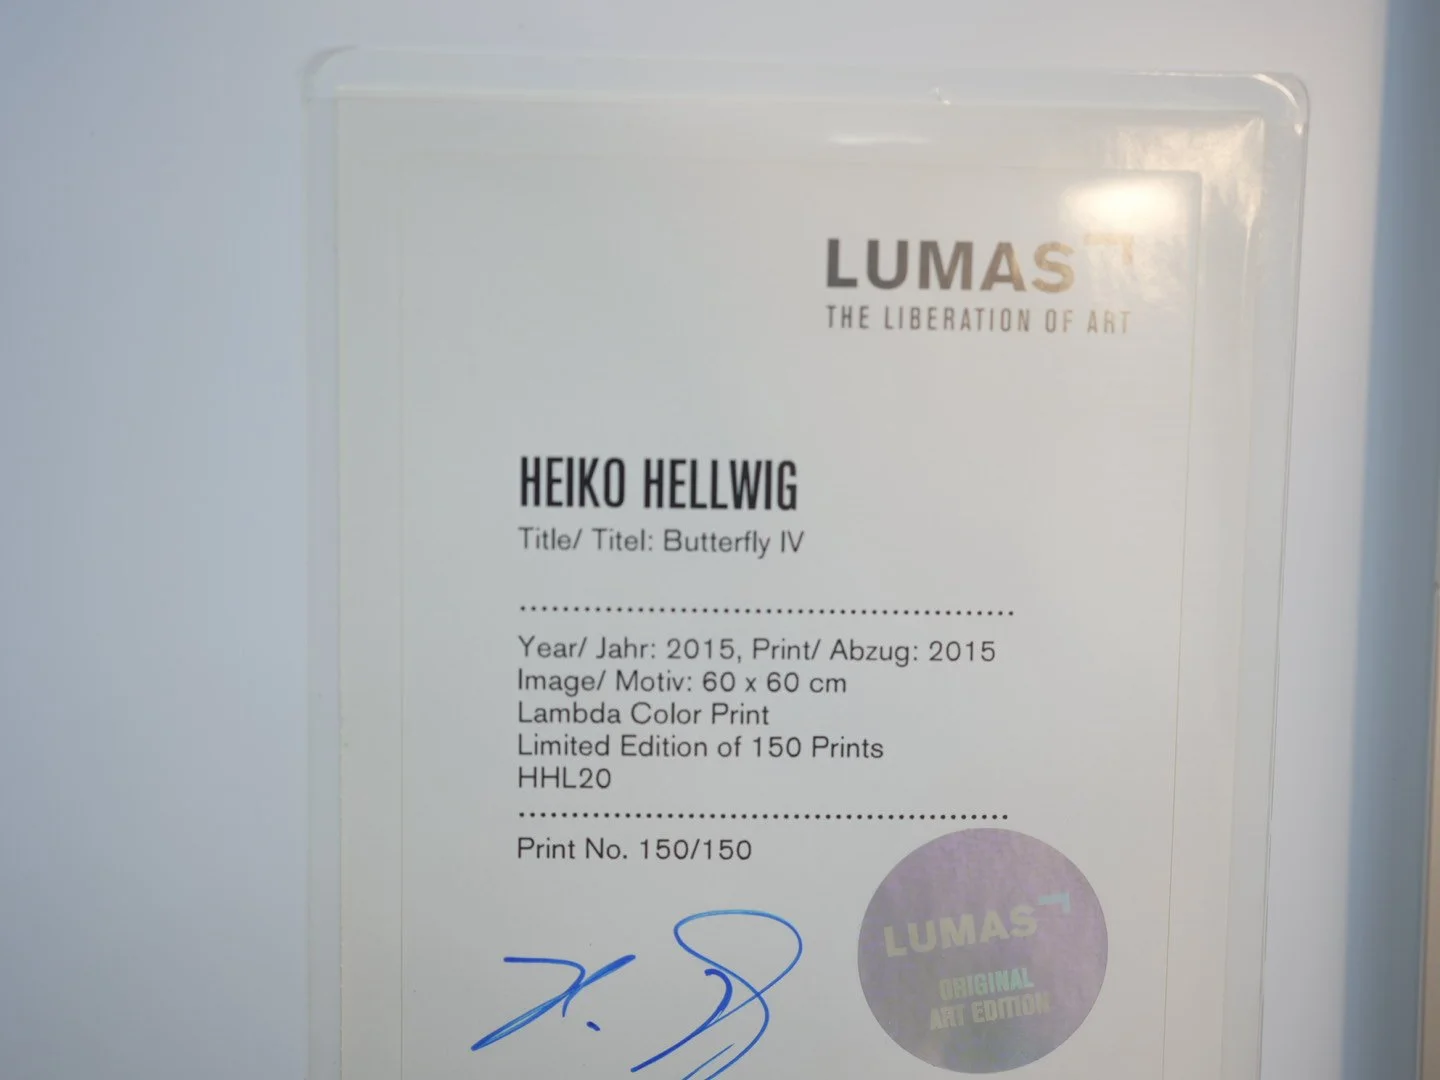 LUMAS
THE LIBERATION OF ART
HEIKO HELLWIG
Title/ Titel: Butterfly IV
Year/ Jahr: 2015, Print/ Abzug: 2015
Image/ Motiv: 60 x 60 cm
Lambda Color Print
Limited Edition of 150 Prints
HHL20
Print No. 150/150
LUMAS
ORIGINAL
ART EDITION